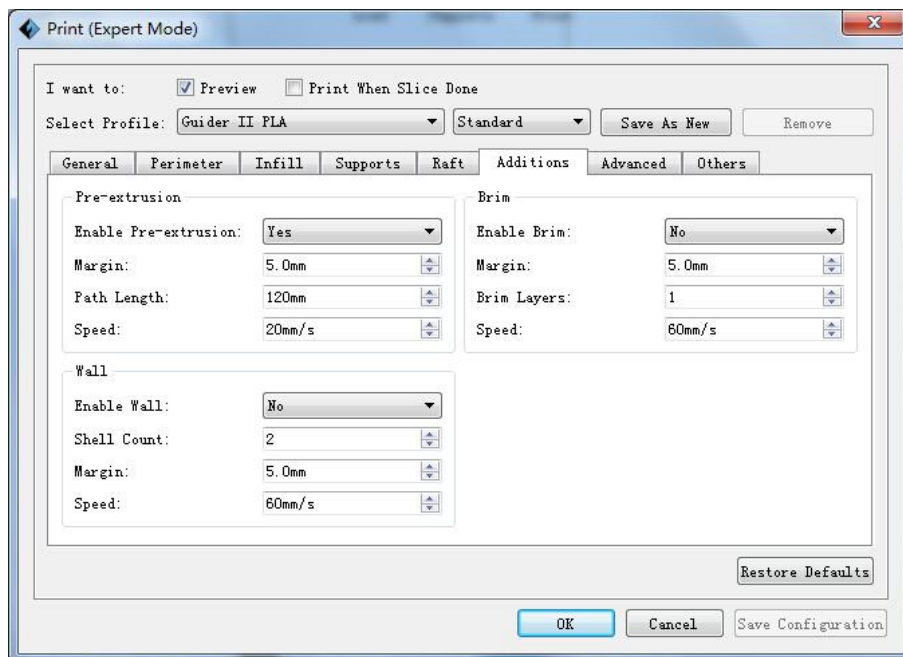 Print (Expert Mode)
I want to: Preview Print When Slice Done
Select Profile: Guider II PLA Standard Save As New Remove
General Perimeter Infill Supports Raft Additions Advanced Others
Pre-extrusion
Enable Pre-extrusion: Yes
Margin: 5.0mm
Path Length: 120mm
Speed: 20mm/s
Brim
Enable Brim: No
Margin: 5.0mm
Brim Layers: 1
Speed: 60mm/s
Wall
Enable Wall: No
Shell Count: 2
Margin: 5.0mm
Speed: 60mm/s
Restore Defaults
OK Cancel Save Configuration